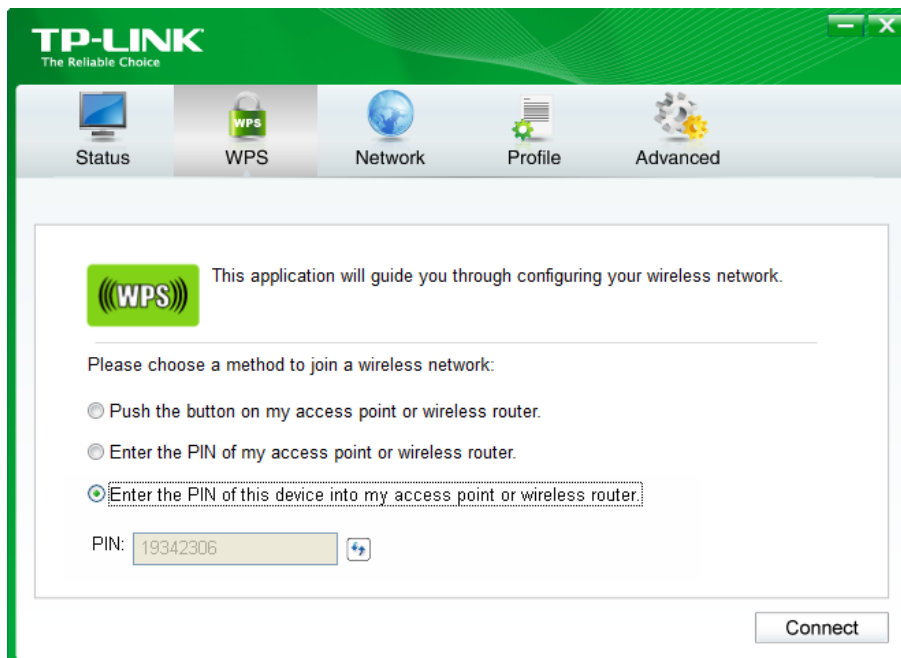 TP-LINK
The Reliable Choice
Status
WPS
WPS
Network
Profile
Advanced
WPS
This application will guide you through configuring your wireless network.
Please choose a method to join a wireless network:
Push the button on my access point or wireless router.
Enter the PIN of my access point or wireless router.
Enter the PIN of this device into my access point or wireless router.
PIN: 19342306
Connect